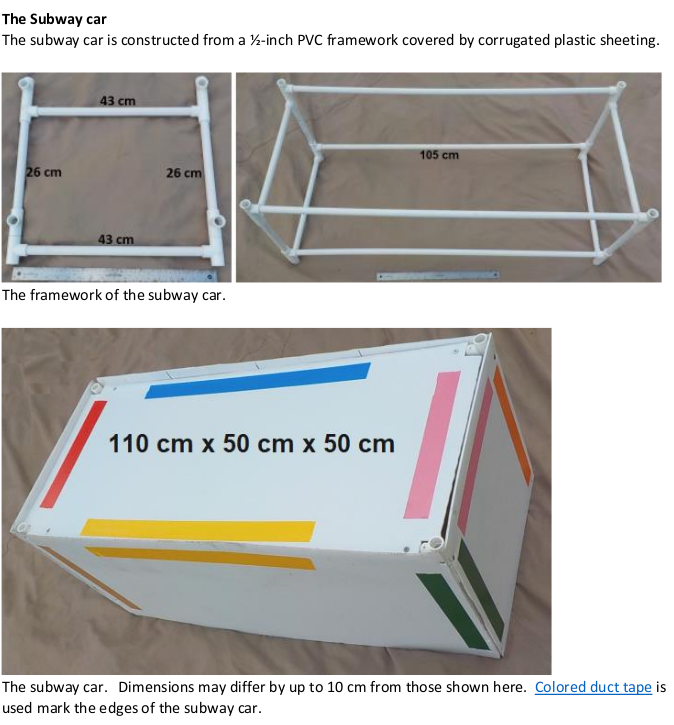 The Subway car
The subway car is constructed from a ½-inch PVC framework covered by corrugated plastic sheeting.
43 cm
26 cm
26 cm
43 cm
105 cm
The framework of the subway car.
110 cm x 50 cm x 50 cm
The subway car. Dimensions may differ by up to 10 cm from those shown here. Colored duct tape is
used mark the edges of the subway car.